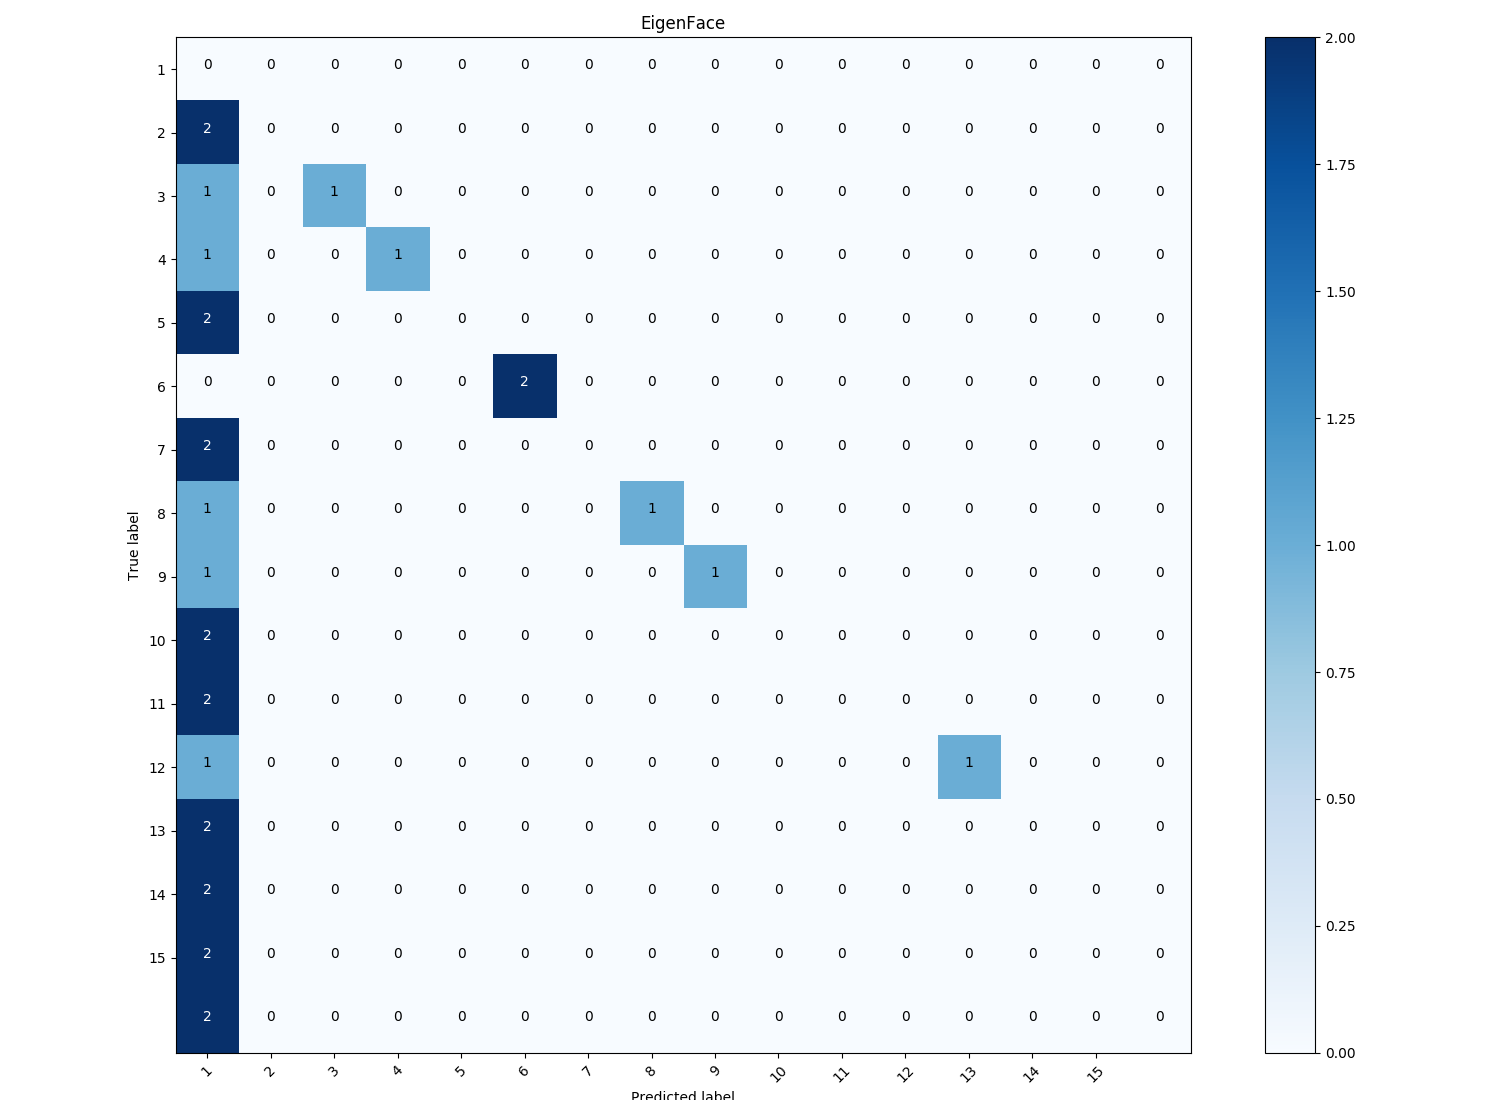 EigenFace
1 0 0 0 0 0 0 0 0 0 0 0 0 0 0 0 0
2 2 0 0 0 0 0 0 0 0 0 0 0 0 0 0 0
3 1 0 1 0 0 0 0 0 0 0 0 0 0 0 0 0
4 1 0 0 1 0 0 0 0 0 0 0 0 0 0 0 0
5 2 0 0 0 0 0 0 0 0 0 0 0 0 0 0 0
6 0 0 0 0 0 2 0 0 0 0 0 0 0 0 0 0
7 2 0 0 0 0 0 0 0 0 0 0 0 0 0 0 0
8 1 0 0 0 0 0 0 1 0 0 0 0 0 0 0 0
9 1 0 0 0 0 0 0 0 1 0 0 0 0 0 0 0
10 2 0 0 0 0 0 0 0 0 0 0 0 0 0 0 0
11 2 0 0 0 0 0 0 0 0 0 0 0 0 0 0 0
12 1 0 0 0 0 0 0 0 0 0 0 0 1 0 0 0
13 2 0 0 0 0 0 0 0 0 0 0 0 0 0 0 0
14 2 0 0 0 0 0 0 0 0 0 0 0 0 0 0 0
15 2 0 0 0 0 0 0 0 0 0 0 0 0 0 0 0
2 0 0 0 0 0 0 0 0 0 0 0 0 0 0 0
True label
1 2 3 4 5 6 7 8 9 10 11 12 13 14 15
Predicted label
2.00
1.75
1.50
1.25
1.00
0.75
0.50
0.25
0.00